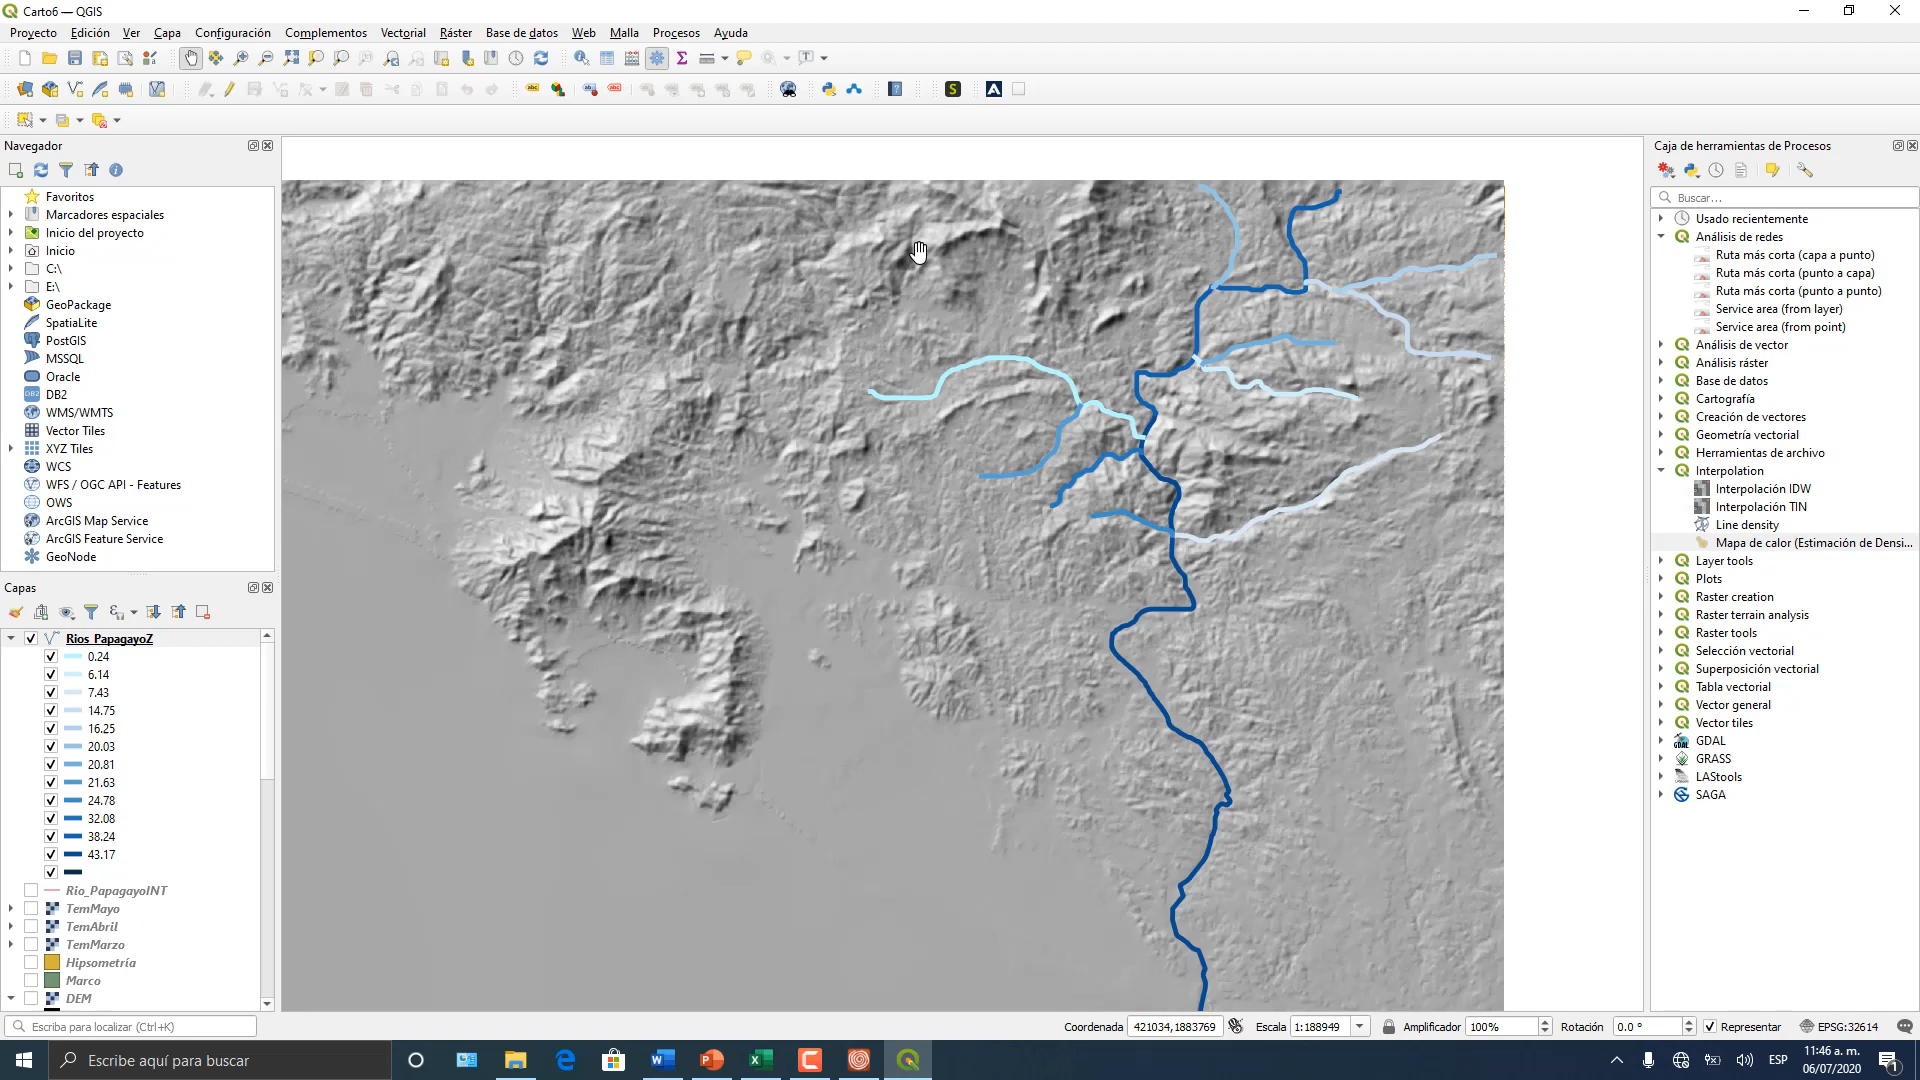 Carto6 — QGIS
Proyecto Edición Ver Capa Configuración Complementos Vectorial Ráster Base de datos Web Malla Procesos Ayuda
Navegador
Favoritos
Marcadores espaciales
Inicio del proyecto
Inicio
C:\
E:\
GeoPackage
SpatiaLite
PostGIS
MSSQL
Oracle
DB2
WMS/WMTS
Vector Tiles
XYZ Tiles
WCS
WFS / OGC API - Features
OWS
ArcGIS Map Service
ArcGIS Feature Service
GeoNode
Capas
Rios_PapagayoZ
0.24
6.14
7.43
14.75
16.25
20.03
20.81
21.63
24.78
32.08
38.24
43.17
Rio_PapagayoINT
TemMayo
TemAbril
TemMarzo
Hipsometría
Marco
DEM
Caja de herramientas de Procesos
Buscar...
Usado recientemente
Análisis de redes
Ruta más corta (capa a punto)
Ruta más corta (punto a capa)
Ruta más corta (punto a punto)
Service area (from layer)
Service area (from point)
Análisis de vector
Análisis ráster
Base de datos
Cartografía
Creación de vectores
Geometría vectorial
Herramientas de archivo
Interpolation
Interpolación IDW
Interpolación TIN
Line density
Mapa de calor (Estimación de Densi...
Layer tools
Plots
Raster creation
Raster terrain analysis
Raster tools
Selección vectorial
Superposición vectorial
Tabla vectorial
Vector general
Vector tiles
GDAL
GRASS
LAStools
SAGA
Escriba para localizar (Ctrl+K)
Coordenada 421034,1883769 Escala 1:188949 Amplificador 100% Rotación 0.0 ° Representar EPSG:32614
Escribe aquí para buscar
ESP
11:46 a. m.
06/07/2020
1